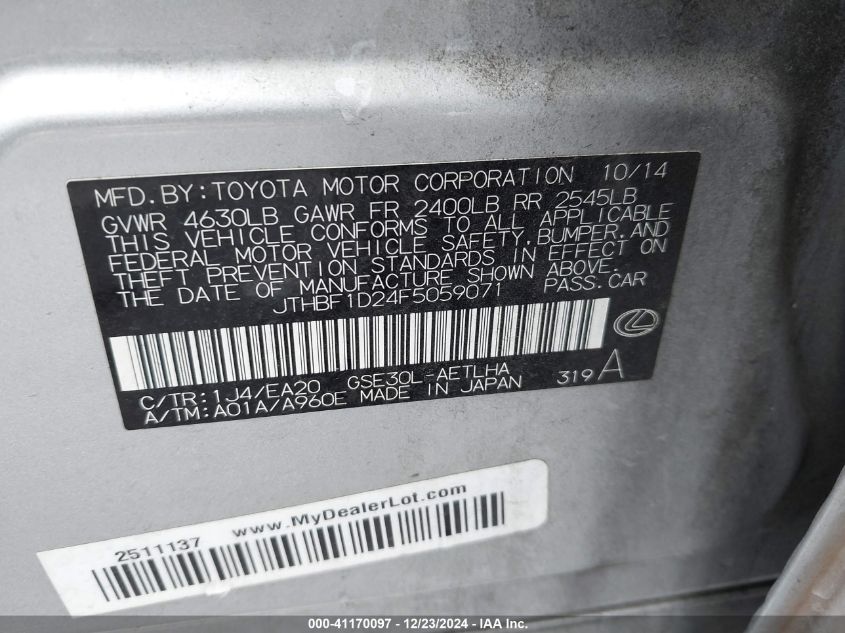 MFD. BY: TOYOTA MOTOR CORPORATION 10/14
GVWR 4630LB GAWR FR 2400LB RR 2545LB
THIS VEHICLE CONFORMS TO ALL APPLICABLE
FEDERAL MOTOR VEHICLE SAFETY, BUMPER, AND
THEFT PREVENTION STANDARDS IN EFFECT ON
THE DATE OF MANUFACTURE SHOWN ABOVE.
JTHBF1D24F5059071 PASS. CAR
C/TR: 1J4/EA20 GSE30L-AETLHA
A/TM: A01A/A960E MADE IN JAPAN 319 A
www.MyDealerLot.com
2511137
000-41170097 - 12/23/2024 - IAA Inc.